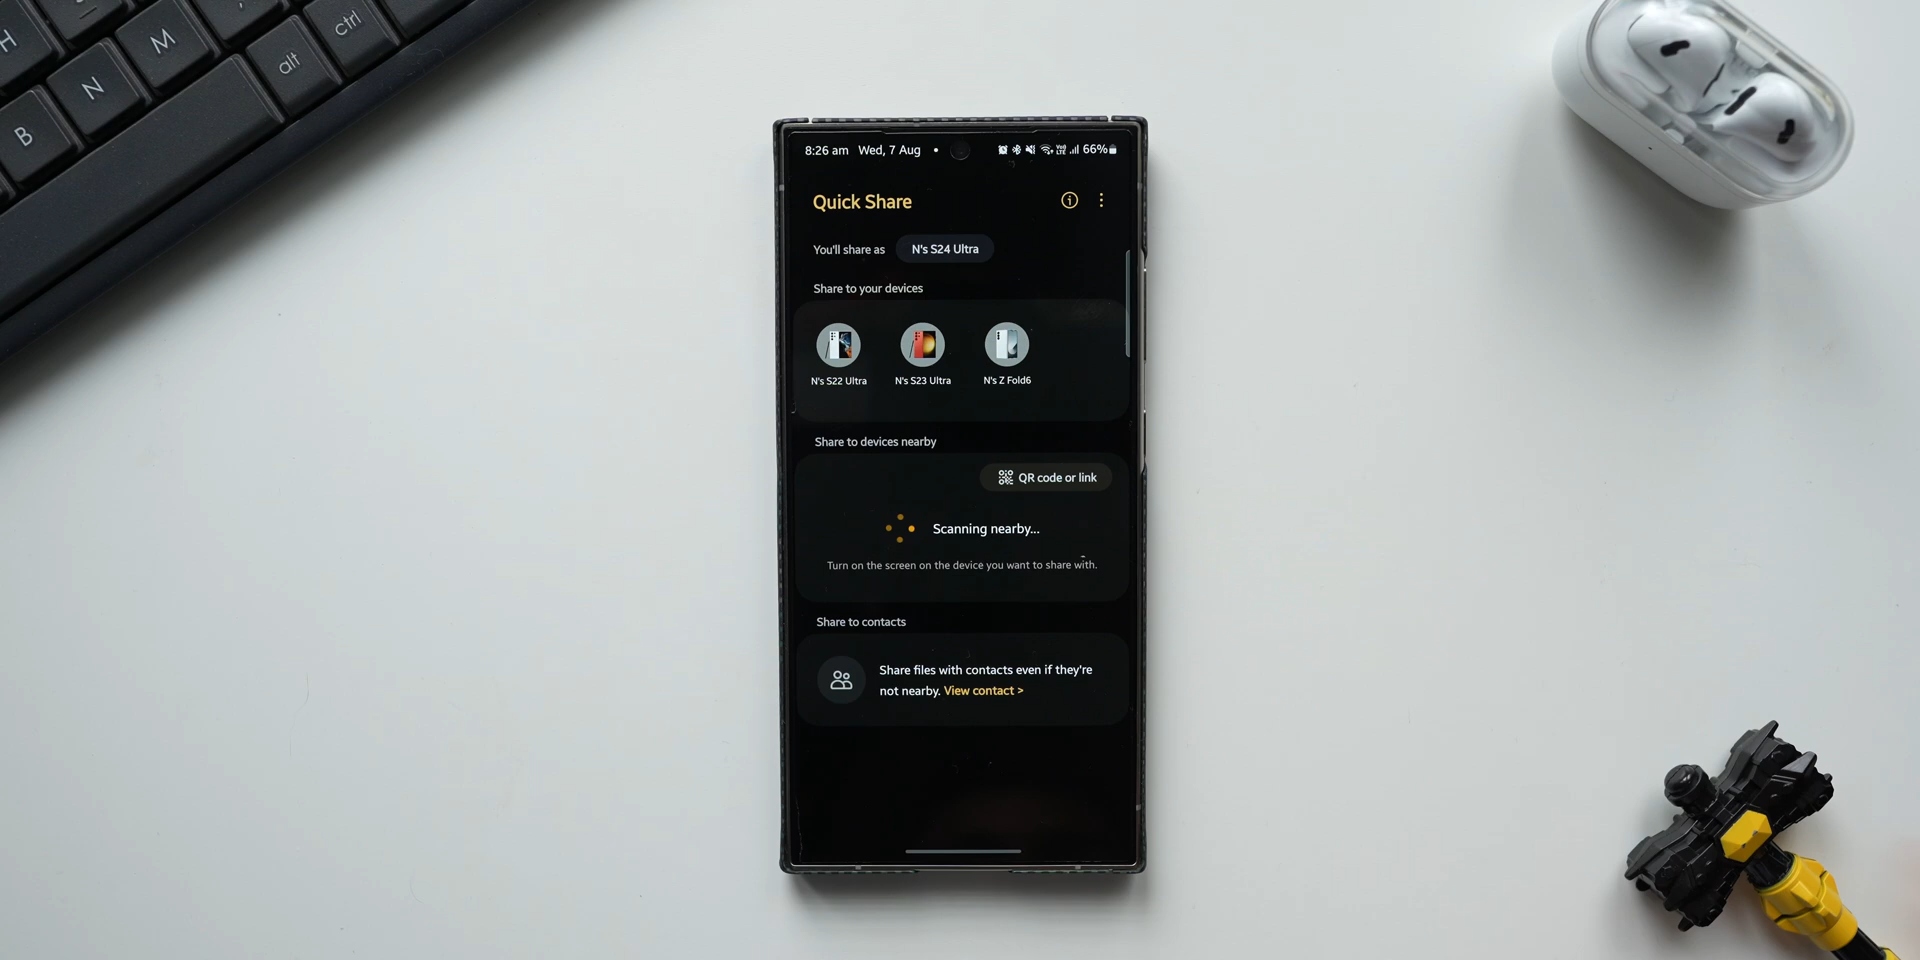 H
N
M
B
alt
ctrl
8:26 am Wed, 7 Aug
66%
Quick Share
You'll share as N's S24 Ultra
Share to your devices
N's S22 Ultra N's S23 Ultra N's Z Fold6
Share to devices nearby
QR code or link
Scanning nearby...
Turn on the screen on the device you want to share with.
Share to contacts
Share files with contacts even if they're
not nearby. View contact >